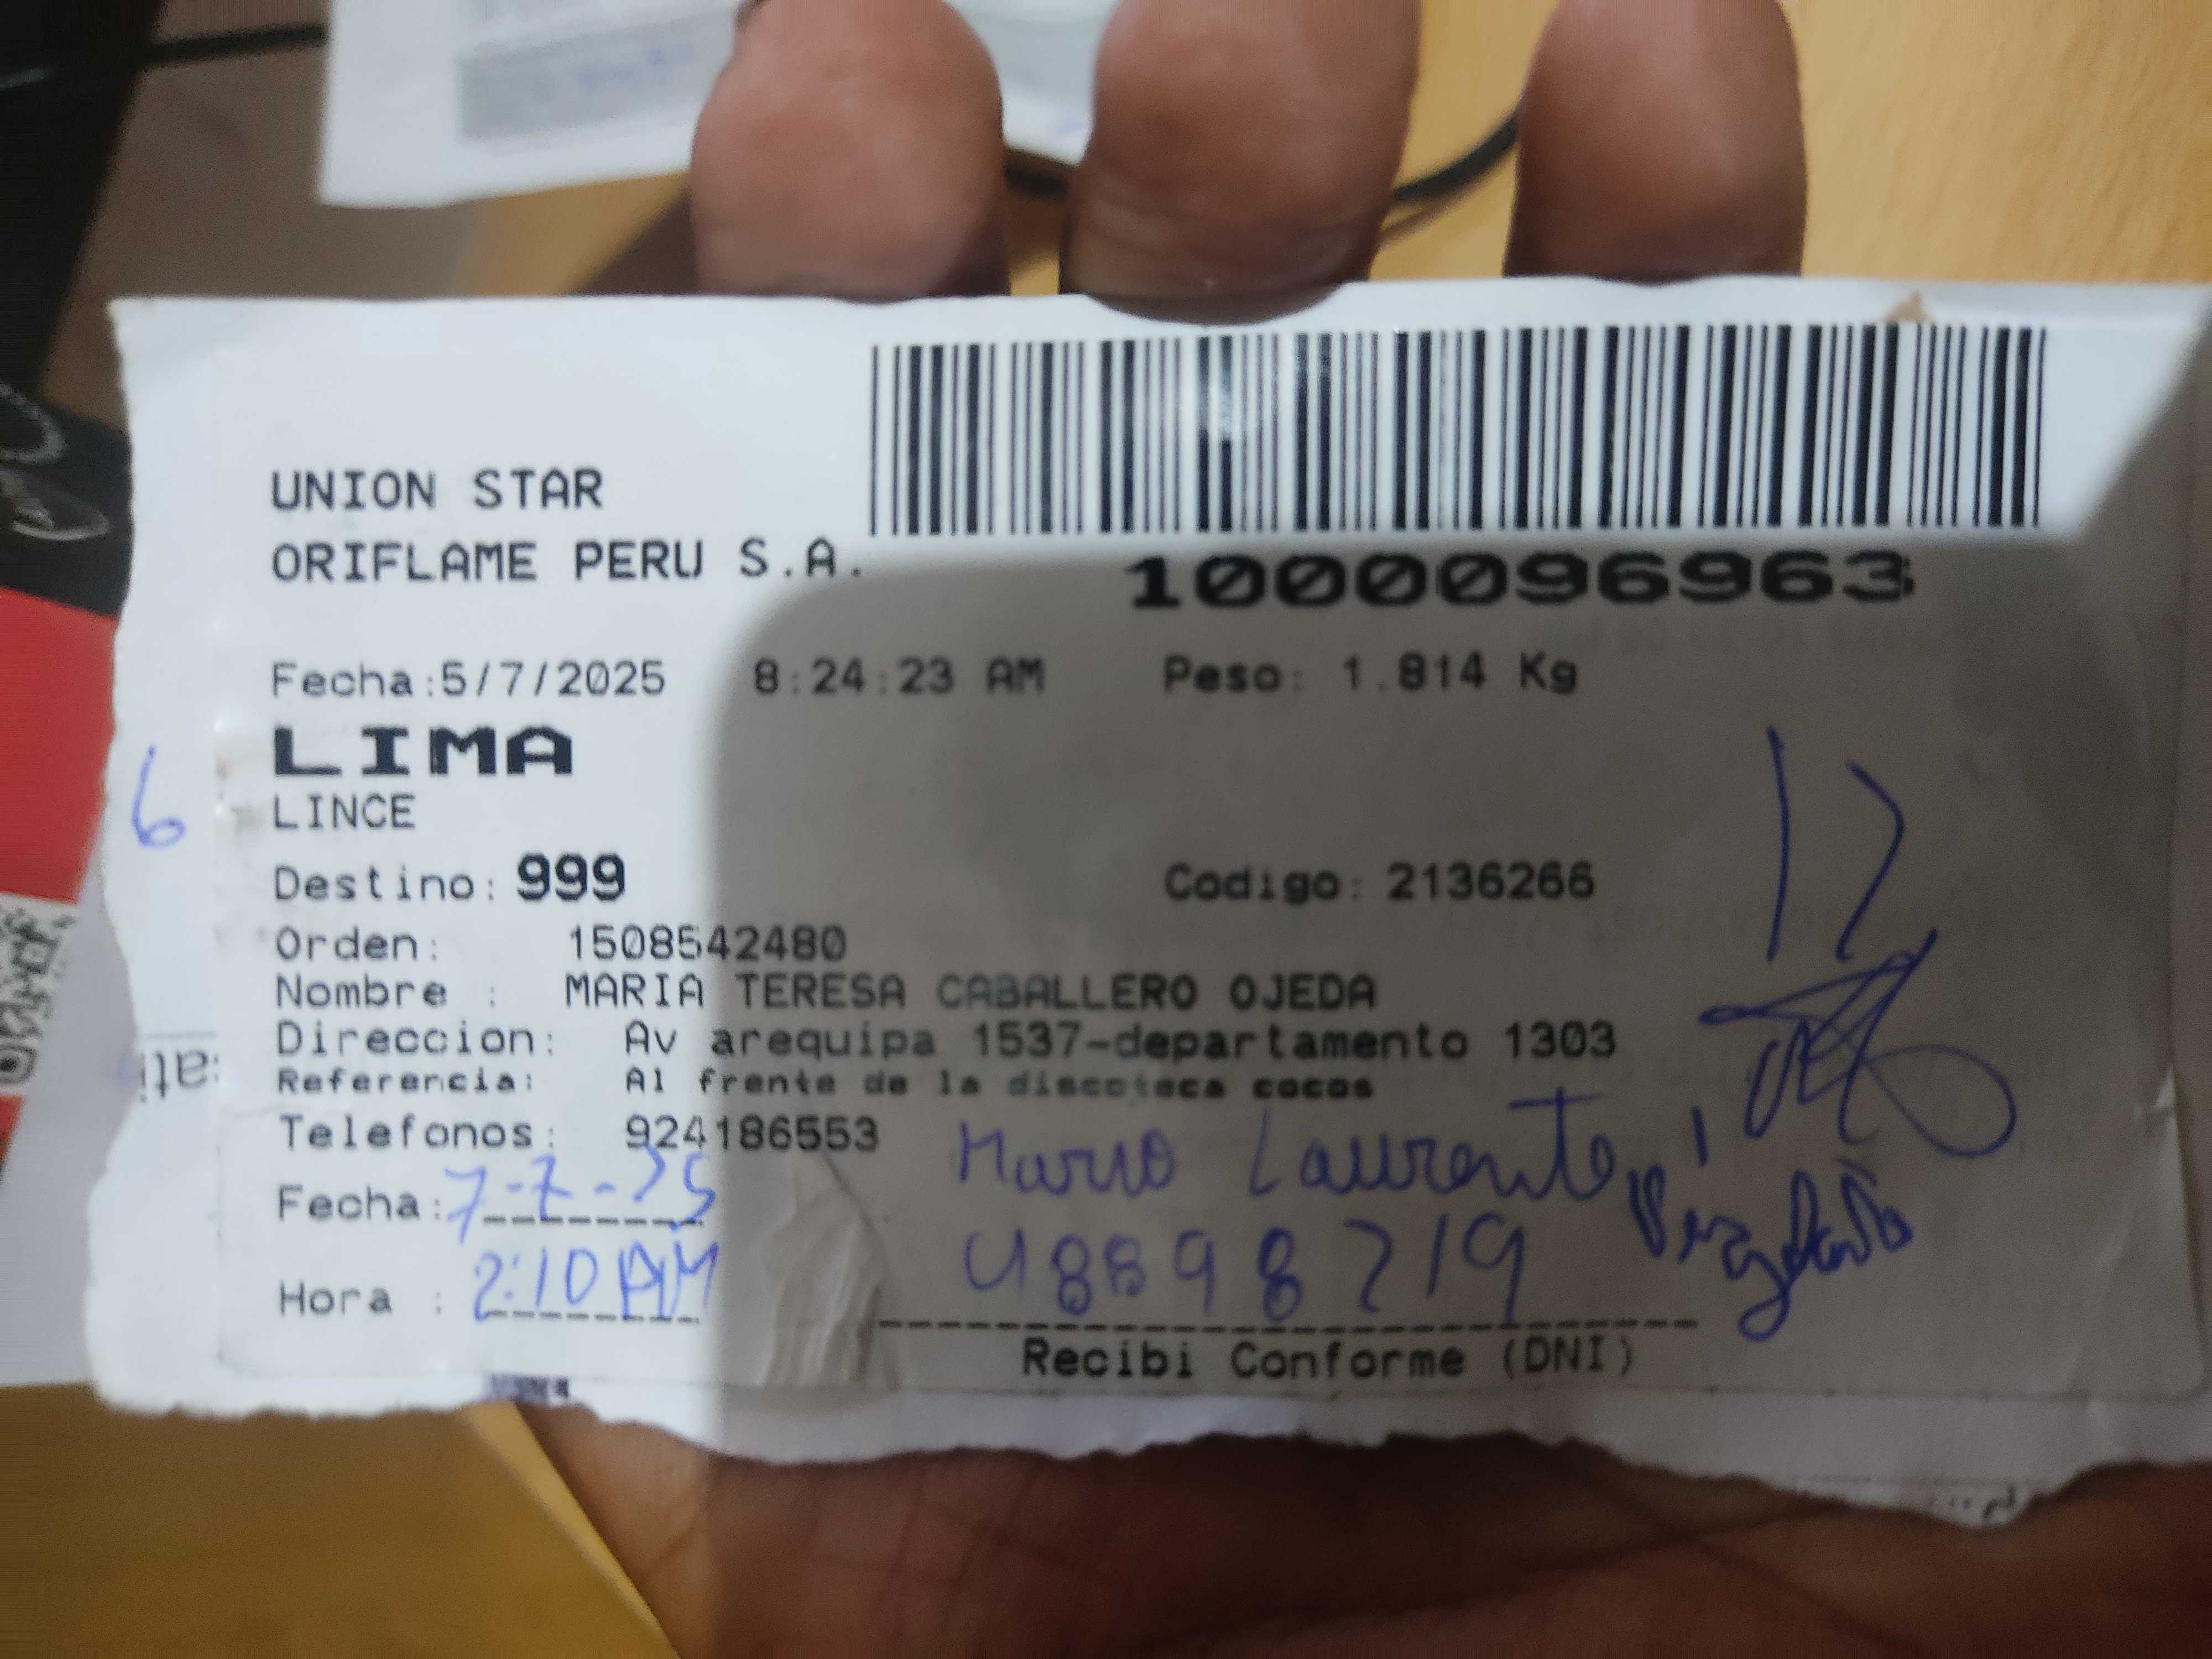 UNION STAR
ORIFLAME PERU S.A.
1000096963
Fecha:5/7/2025 8:24:23 AM Peso: 1.814 Kg
LIMA
6
LINCE
Destino: 999 Codigo: 2136266
Orden: 1508542480
Nombre : MARIA TERESA CABALLERO OJEDA
Direccion: Av arequipa 1537-departamento 1303
Referencia: Al frente de la discoteca cocos
Telefonos: 924186553
Mario Laurente
Fecha: 7-7-25
48898719
Hora : 2:10 PM
Recibi Conforme (DNI)